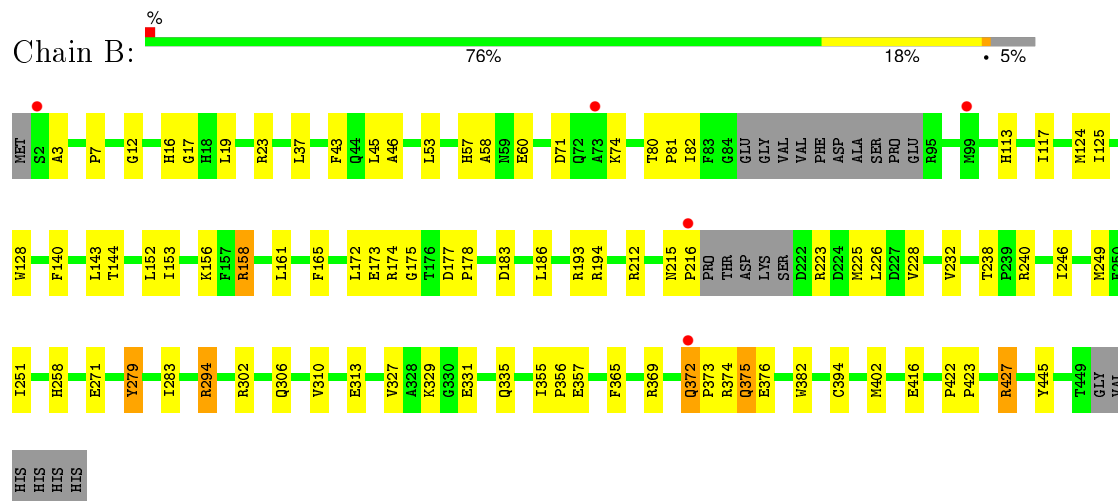 %
Chain B:
76% 18% • 5%
MET S2 A3 P7 G12 H16 G17 H18 L19 R23 L37 F43 Q44 L45 A46 L53 H57 A58 N59 E60 D71 Q72 A73 K74 T80 P81 I82 F83 G84 GLU GLY VAL VAL PHE ASP ALA SER PRO GLU R95 M99 H113 I117 M124 I125
W128 F140 L143 T144 L152 I153 K156 F157 R158 L161 F165 L172 E173 R174 G175 T176 D177 P178 D183 L186 R193 R194 R212 N215 P216 PRO THR ASP LYS SER D222 R223 D224 M225 L226 D227 V228 V232 T238 P239 R240 I246 M249
I251 H258 E271 Y279 I283 R294 R302 Q306 V310 E313 V327 A328 K329 G330 E331 Q335 I355 P356 E357 F365 R369 Q372 P373 R374 Q375 E376 W382 C394 M402 E416 P422 P423 R427 Y445 T449 GLY
HIS HIS HIS HIS